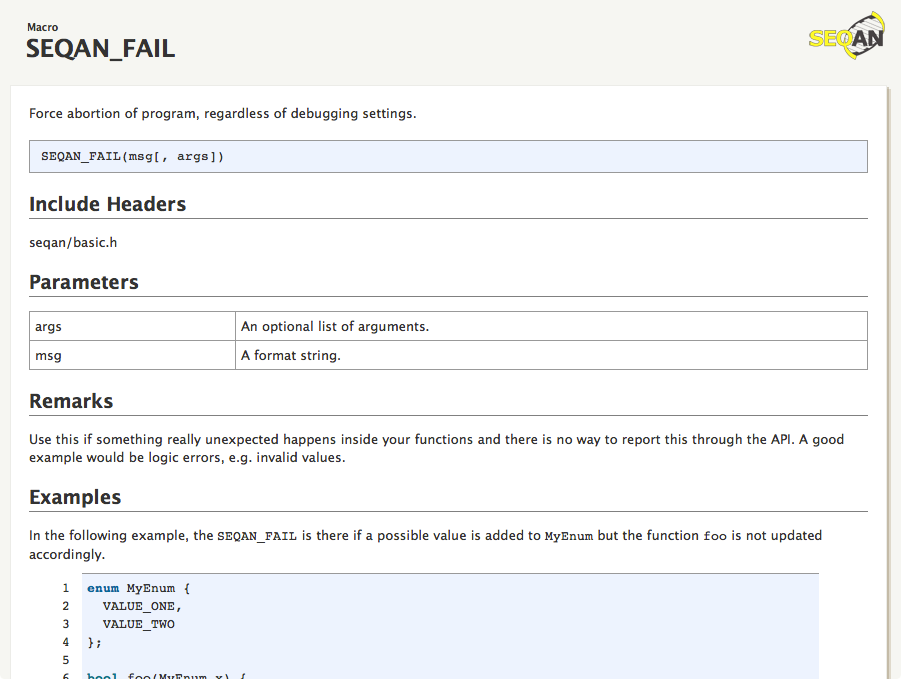 Macro
SEQAN_FAIL
SEQAN
Force abortion of program, regardless of debugging settings.
SEQAN_FAIL(msg[, args])
Include Headers
seqan/basic.h
Parameters
args An optional list of arguments.
msg A format string.
Remarks
Use this if something really unexpected happens inside your functions and there is no way to report this through the API. A good
example would be logic errors, e.g. invalid values.
Examples
In the following example, the SEQAN_FAIL is there if a possible value is added to MyEnum but the function foo is not updated
accordingly.
1 enum MyEnum {
2 VALUE_ONE,
3 VALUE_TWO
4 };
5
6 bool foo(MyEnum x) {